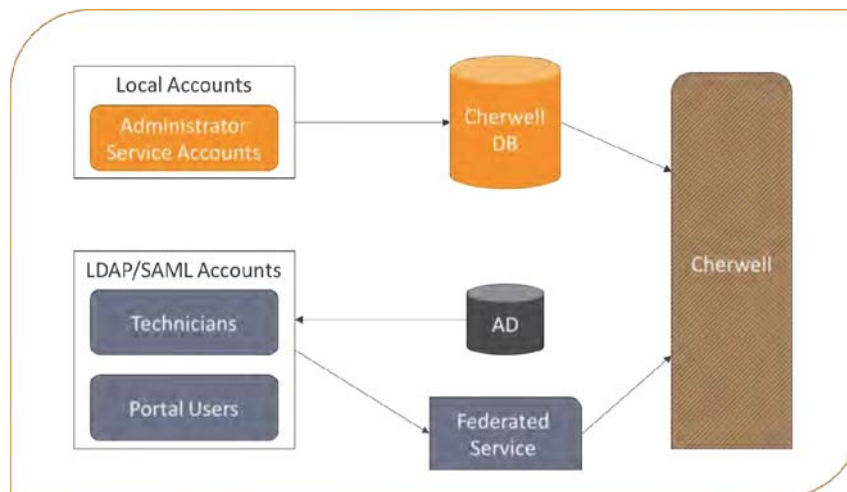 Local Accounts
Administrator
Service Accounts
Cherwell
DB
Cherwell
LDAP/SAML Accounts
Technicians
AD
Portal Users
Federated
Service